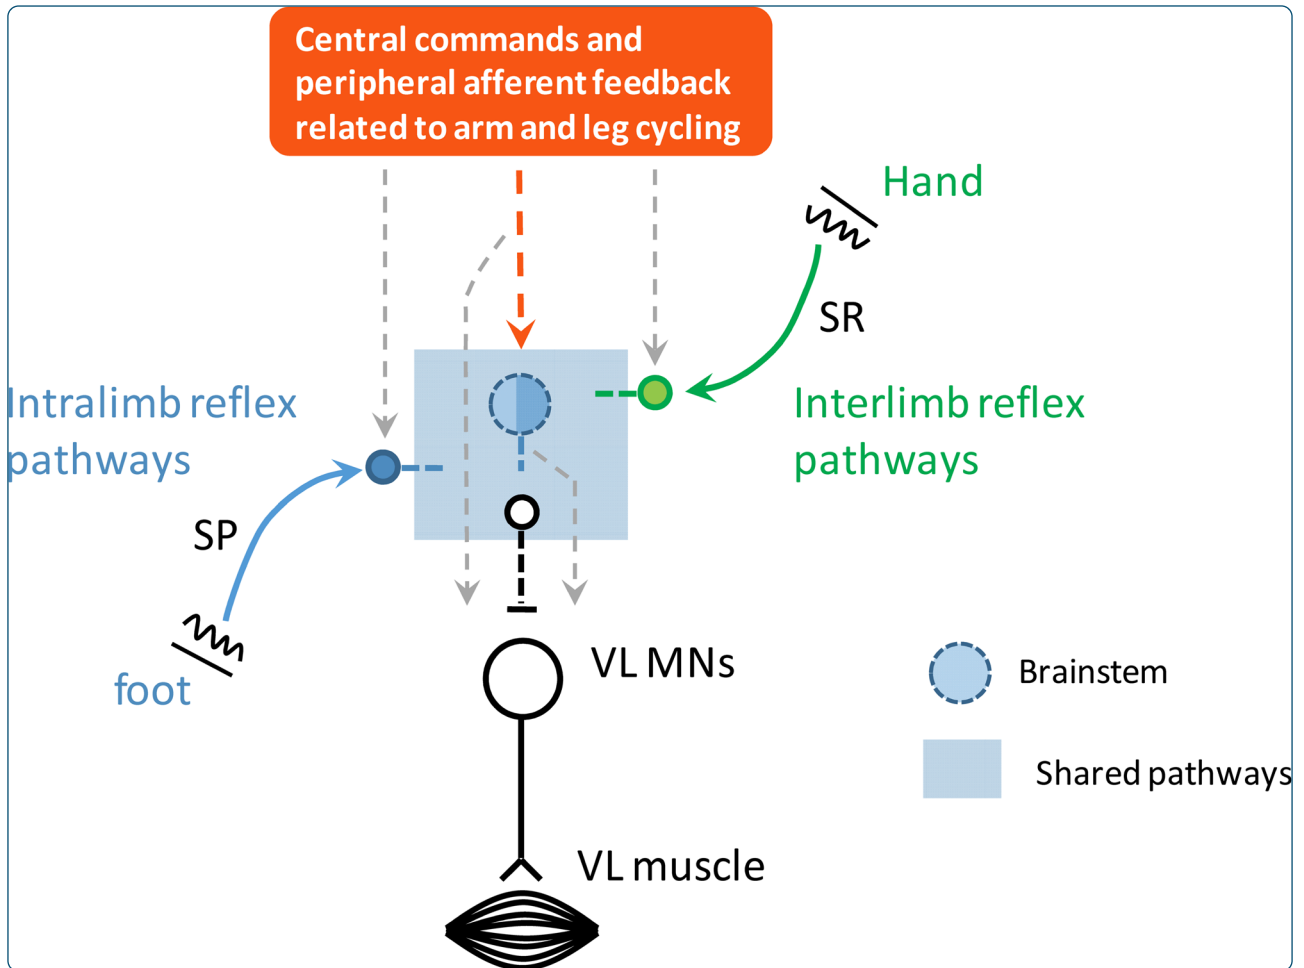 Central commands and
peripheral afferent feedback
related to arm and leg cycling
Hand
SR
Intralimb reflex
pathways
Interlimb reflex
pathways
SP
foot
VL MNs
Brainstem
Shared pathways
VL muscle